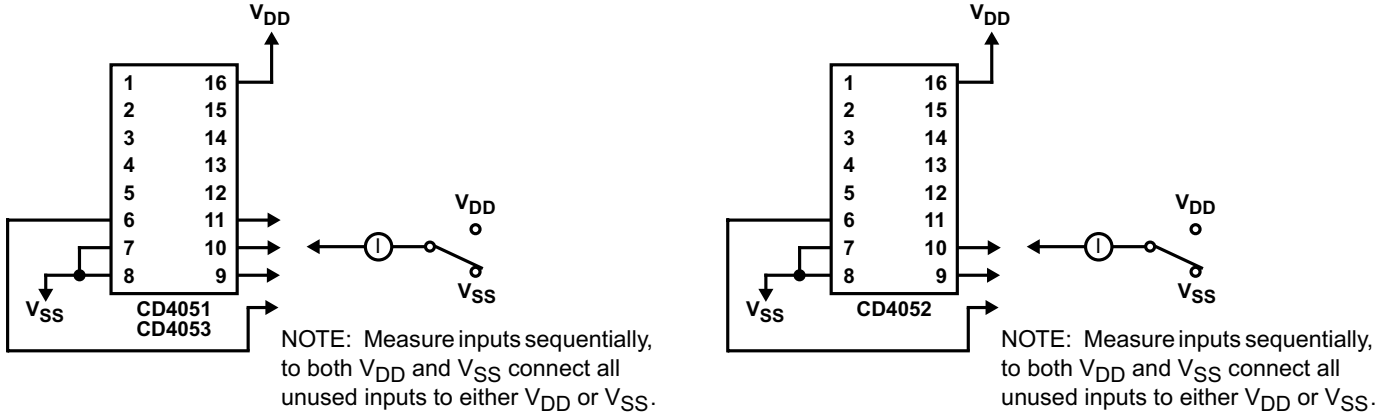 VDD
1 16
2 15
3 14
4 13
5 12
6 11
7 10
8 9
VSS
CD4051
CD4053
VDD
I
VSS
NOTE: Measure inputs sequentially,
to both VDD and VSS connect all
unused inputs to either VDD or VSS.
VDD
1 16
2 15
3 14
4 13
5 12
6 11
7 10
8 9
VSS
CD4052
VDD
I
VSS
NOTE: Measure inputs sequentially,
to both VDD and VSS connect all
unused inputs to either VDD or VSS.